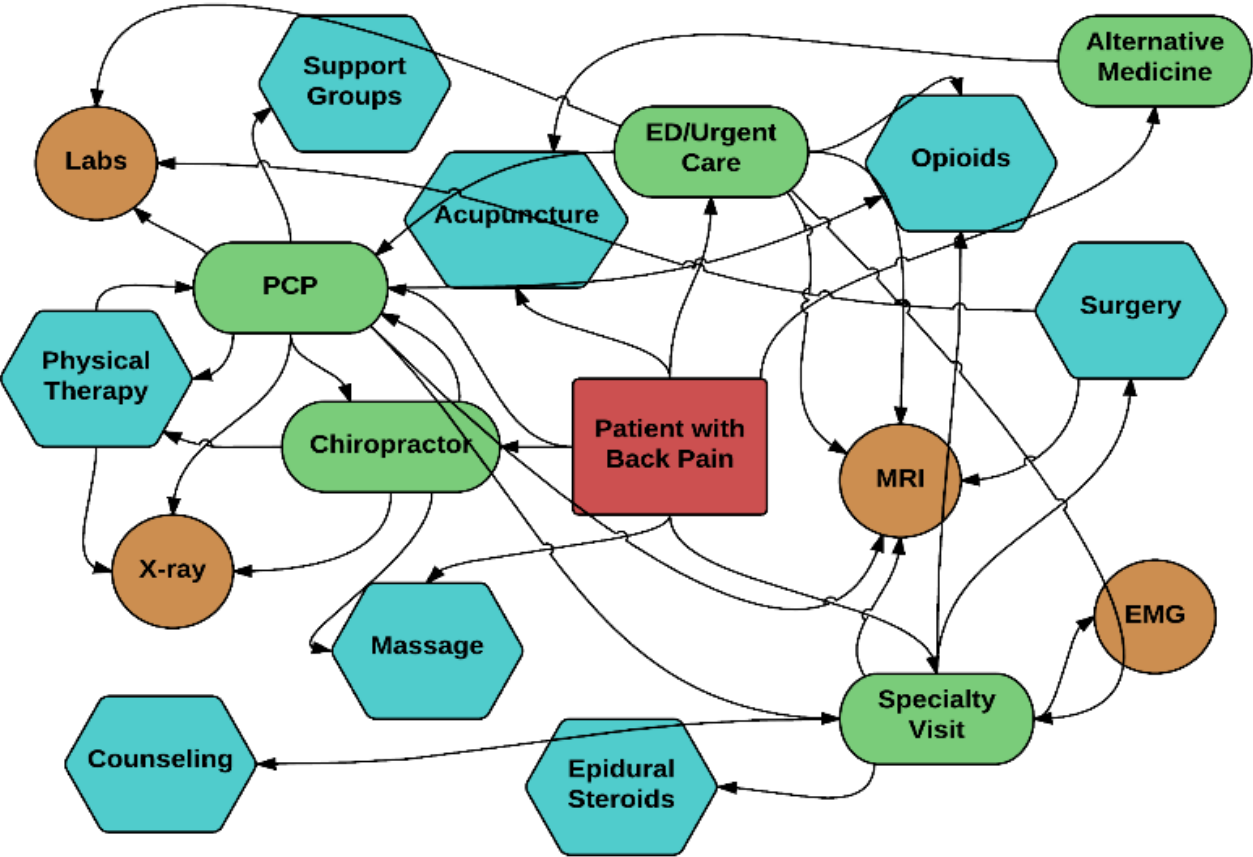 Alternative
Medicine
Support
Groups
ED/Urgent
Care
Labs
Opioids
Acupuncture
PCP
Surgery
Physical
Therapy
Chiropractor
Patient with
Back Pain
MRI
X-ray
EMG
Massage
Specialty
Visit
Counseling
Epidural
Steroids